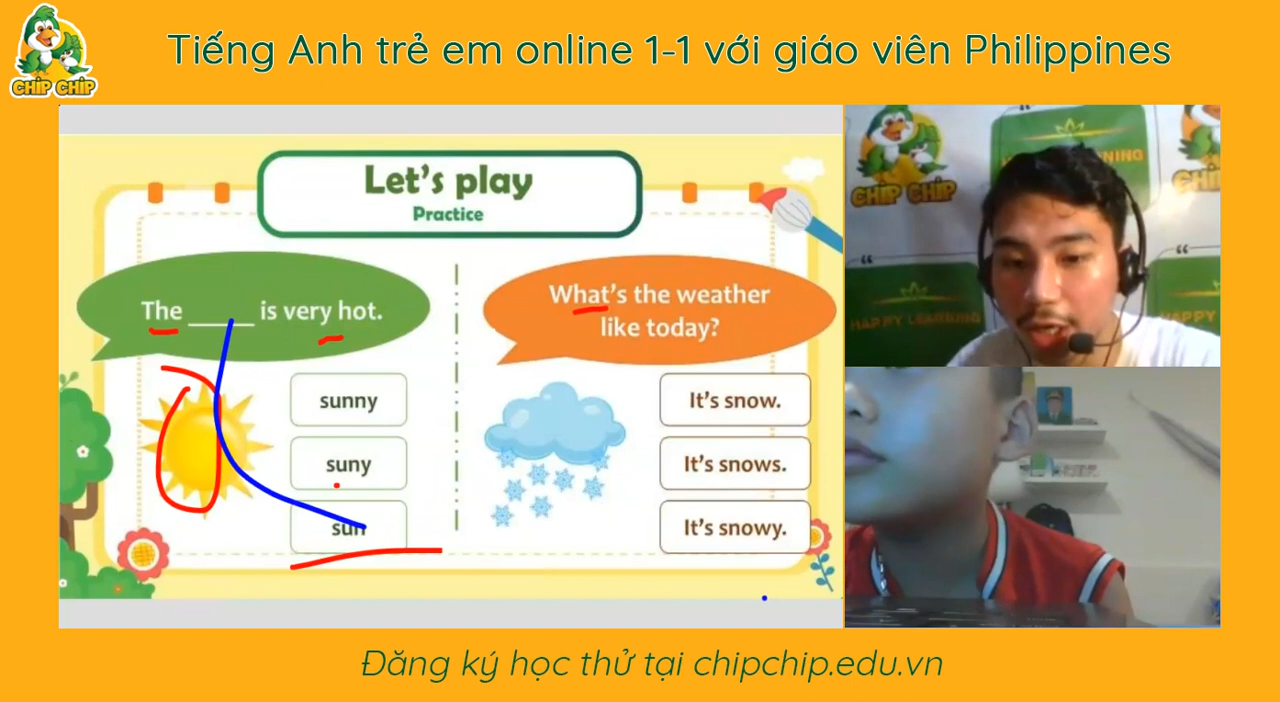 Tiếng Anh trẻ em online 1-1 với giáo viên Philippines
CHIP CHIP
Let's play
Practice
The _____ is very hot.
sunny
suny
sun
What's the weather
like today?
It's snow.
It's snows.
It's snowy.
CHIP CHIP
HAPPY LEARNING
HAPPY LEARNING
Đăng ký học thử tại chipchip.edu.vn